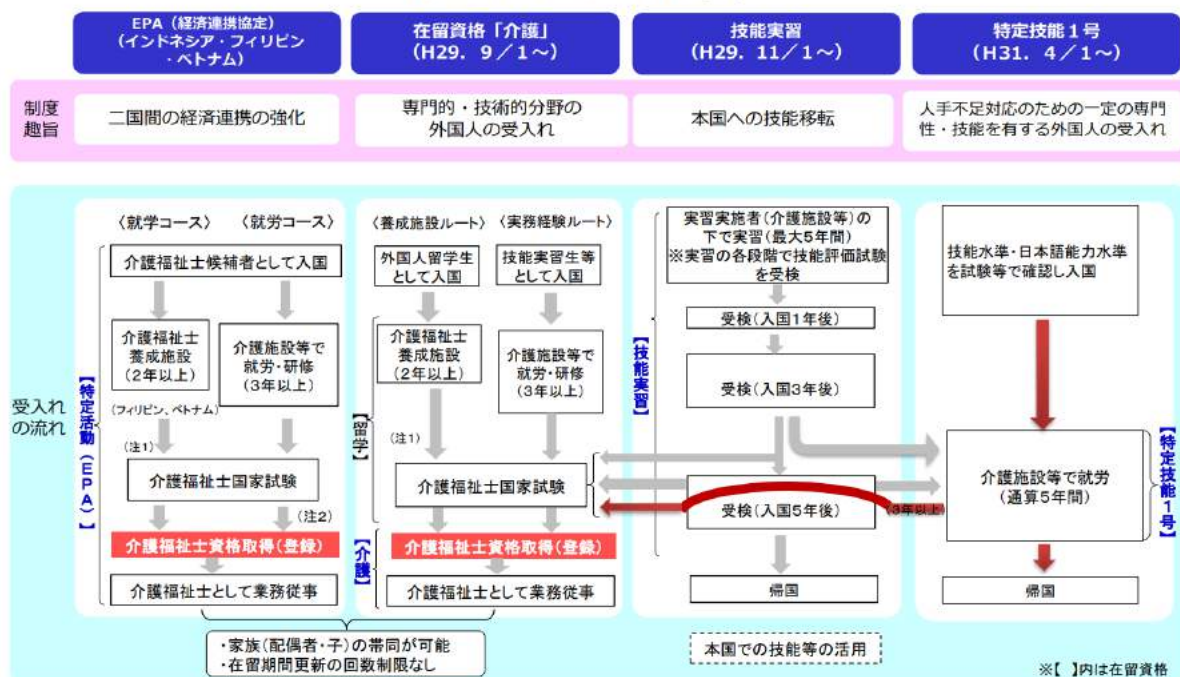 EPA（経済連携協定）
（インドネシア・フィリピン
・ベトナム）
在留資格「介護」
（H29．9／1～）
技能実習
（H29．11／1～）
特定技能１号
（H31．4／1～）
制度
趣旨
二国間の経済連携の強化
専門的・技術的分野の
外国人の受入れ
本国への技能移転
人手不足対応のための一定の専門
性・技能を有する外国人の受入れ
受入れ
の流れ
【特定活動（ＥＰＡ）】
〈就学コース〉
〈就労コース〉
介護福祉士候補者として入国
介護福祉士
養成施設
（2年以上）
介護施設等で
就労・研修
（3年以上）
（フィリピン、ベトナム）
（注1）
介護福祉士国家試験
（注2）
介護福祉士資格取得（登録）
介護福祉士として業務従事
〈養成施設ルート〉
〈実務経験ルート〉
外国人留学生
として入国
技能実習生等
として入国
【留学】
介護福祉士
養成施設
（2年以上）
介護施設等で
就労・研修
（3年以上）
（注1）
介護福祉士国家試験
【介護】
介護福祉士資格取得（登録）
介護福祉士として業務従事
・家族（配偶者・子）の帯同が可能
・在留期間更新の回数制限なし
【技能実習】
実習実施者（介護施設等）の
下で実習（最大5年間）
※実習の各段階で技能評価試験
を受検
受検（入国1年後）
受検（入国3年後）
受検（入国5年後）
（3年以上）
帰国
本国での技能等の活用
技能水準・日本語能力水準
を試験等で確認し入国
介護施設等で就労
（通算5年間）
【特定技能１号】
帰国
※【 】内は在留資格